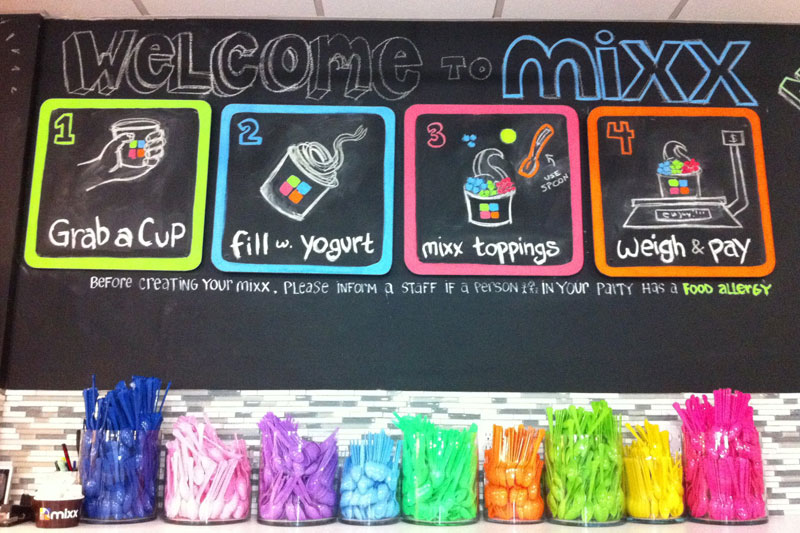 WELCOME TO mixx
1
Grab a Cup
2
fill w. yogurt
3
USE
SPOON
mixx toppings
4
$
weigh & pay
BEFORE CREATING YOUR MIXX, PLEASE INFORM A STAFF IF A PERSON IN YOUR PARTY HAS A FOOD ALLERGY
mixx